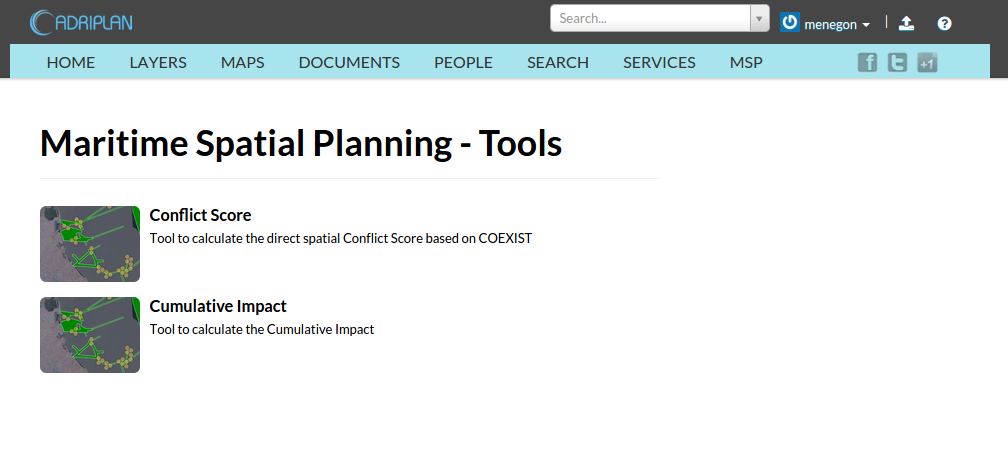 ADRIPLAN
Search...
menegon
|
HOME LAYERS MAPS DOCUMENTS PEOPLE SEARCH SERVICES MSP
f t +1
Maritime Spatial Planning - Tools
Conflict Score
Tool to calculate the direct spatial Conflict Score based on COEXIST
Cumulative Impact
Tool to calculate the Cumulative Impact